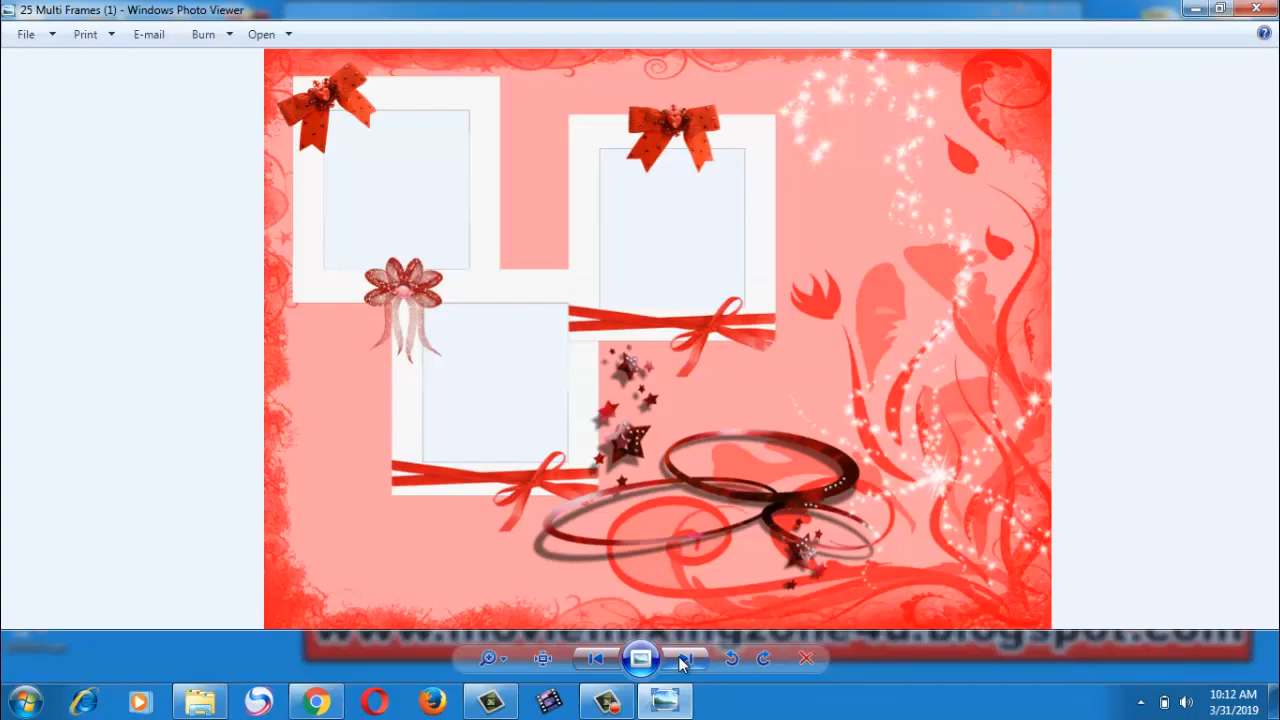 25 Multi Frames (1) - Windows Photo Viewer
File Print E-mail Burn Open
10:12 AM
3/31/2019